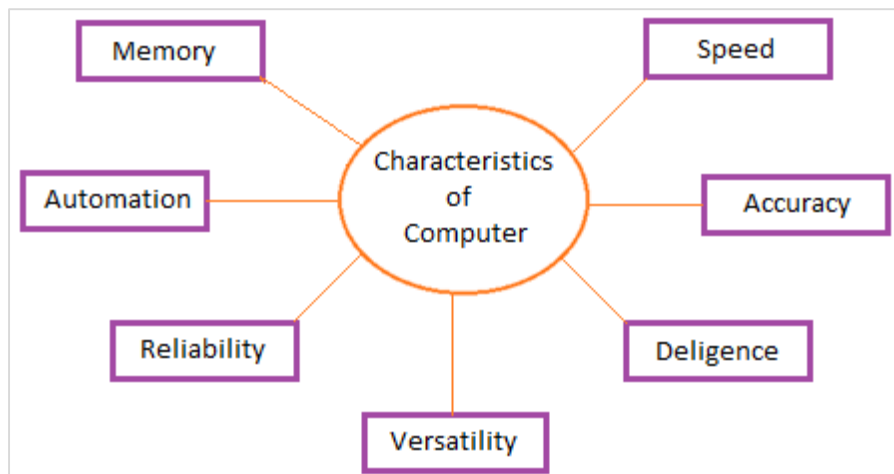 Memory
Speed
Characteristics
of
Computer
Automation
Accuracy
Reliability
Deligence
Versatility